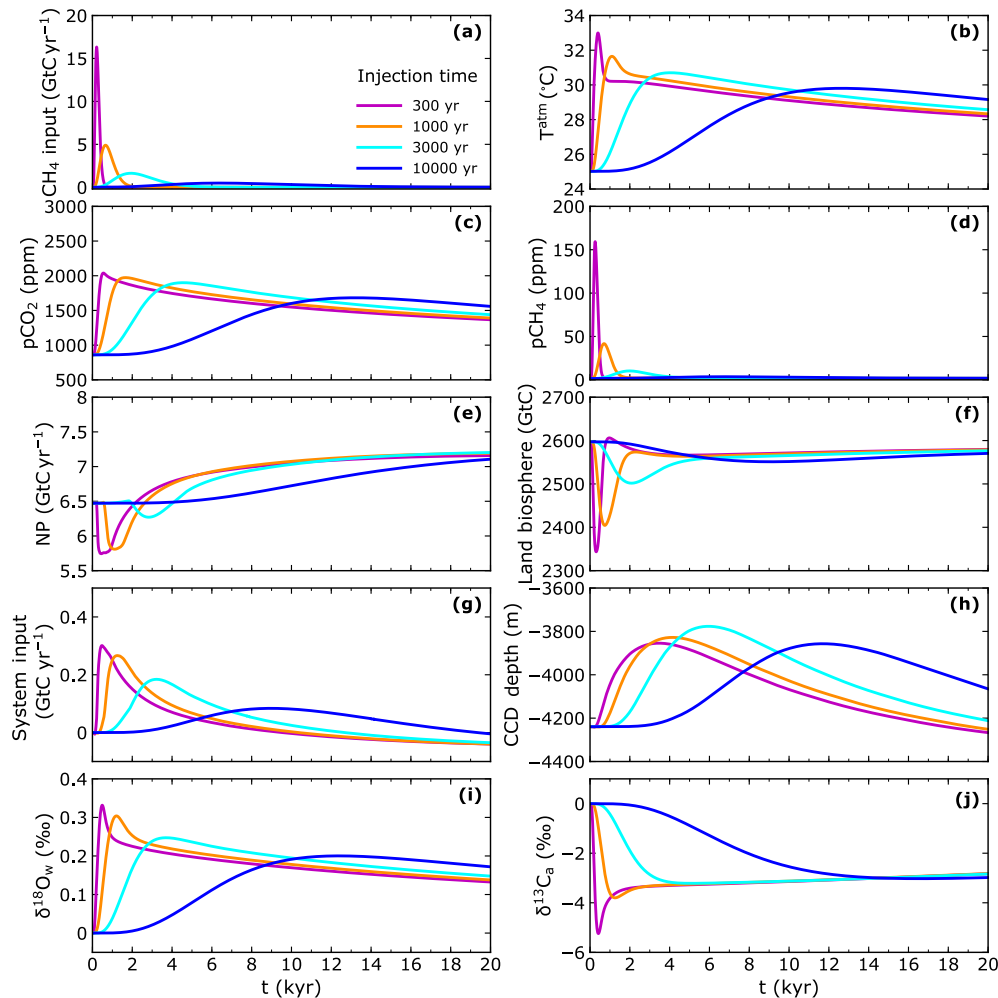 (a)
CH4 input (GtC yr−1)
20
15
10
5
0
Injection time
300 yr
1000 yr
3000 yr
10000 yr
(b)
Tatm (°C)
34
32
30
28
26
24
(c)
pCO2 (ppm)
3000
2500
2000
1500
1000
500
(d)
pCH4 (ppm)
200
150
100
50
0
(e)
NP (GtC yr−1)
8
7.5
7
6.5
6
5.5
(f)
Land biosphere (GtC)
2700
2600
2500
2400
2300
(g)
System input
(GtC yr−1)
0.4
0.2
0
(h)
CCD depth (m)
−3600
−3800
−4000
−4200
−4400
(i)
δ18Ow (‰)
0.4
0.3
0.2
0.1
0
(j)
δ13Ca (‰)
0
−2
−4
−6
0 2 4 6 8 10 12 14 16 18 20
t (kyr)
0 2 4 6 8 10 12 14 16 18 20
t (kyr)